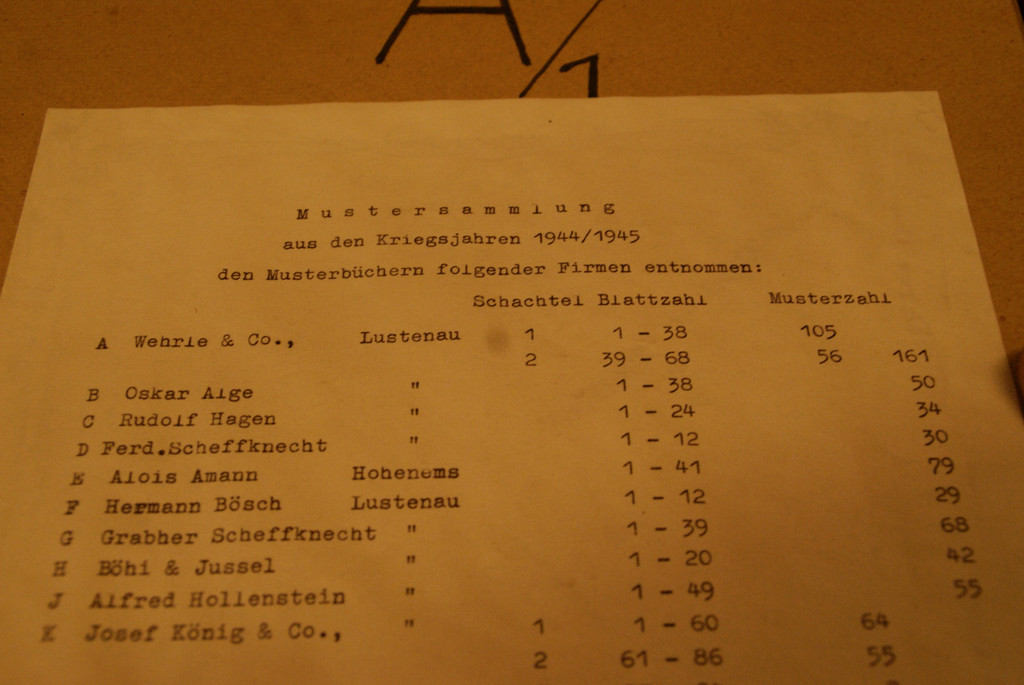 A/1
Mustersammlung
aus den Kriegsjahren 1944/1945
den Musterbüchern folgender Firmen entnommen:
Schachtel Blattzahl Musterzahl
A Wehrle & Co., Lustenau 1 1 - 38 105
2 39 - 68 56 161
B Oskar Alge " 1 - 38 50
C Rudolf Hagen " 1 - 24 34
D Ferd.Scheffknecht " 1 - 12 30
E Alois Amann Hohenems 1 - 41 79
F Hermann Bösch Lustenau 1 - 12 29
G Grabher Scheffknecht " 1 - 39 68
H Böhi & Jussel " 1 - 20 42
J Alfred Hollenstein " 1 - 49 55
K Josef König & Co., " 1 1 - 60 64
2 61 - 86 55